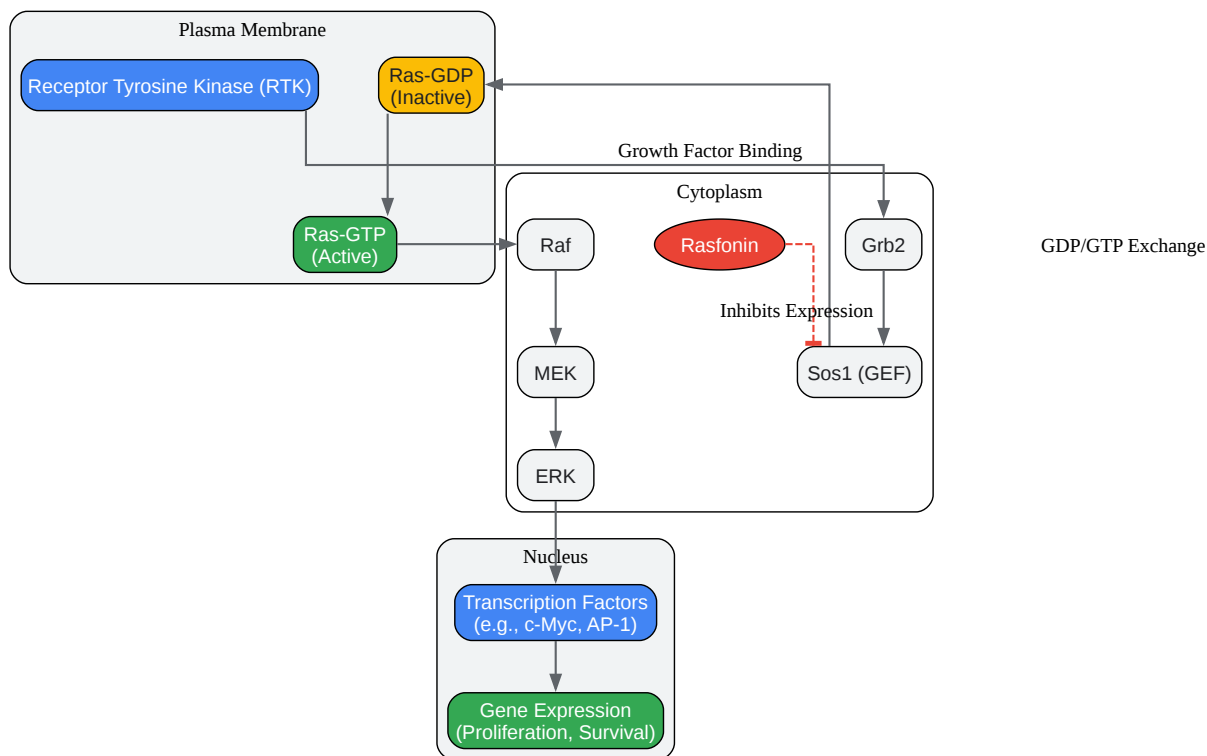 Plasma Membrane
Receptor Tyrosine Kinase (RTK)
Ras-GDP
(Inactive)
Growth Factor Binding
Cytoplasm
Ras-GTP
(Active)
Raf
Rasfonin
Grb2
GDP/GTP Exchange
Inhibits Expression
MEK
Sos1 (GEF)
ERK
Nucleus
Transcription Factors
(e.g., c-Myc, AP-1)
Gene Expression
(Proliferation, Survival)